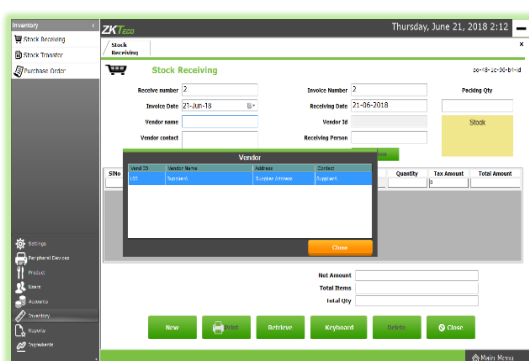 Inventory
Stock Receiving
Stock Transfer
Purchase Order
Settings
Peripheral Devices
Product
Users
Accounts
Inventory
Reports
Ingredients
ZKTECO
Thursday, June 21, 2018 2:12
Stock
Receiving
x
Stock Receiving
Receive number 2
Invoice Number 2
Packing Qty
Invoice Date 21-Jun-18
Receiving Date 21-06-2018
Vendor name
Vendor Id
Stock
Vendor contact
Receiving Person
Vendor
Vend ID Vendor Name Address Contact
Supplier Address
SlNo
Quantity Tax Amount Total Amount
Close
Net Amount
Total Items
Total Qty
New Print Retrieve Keyboard Delete Close
Main Menu